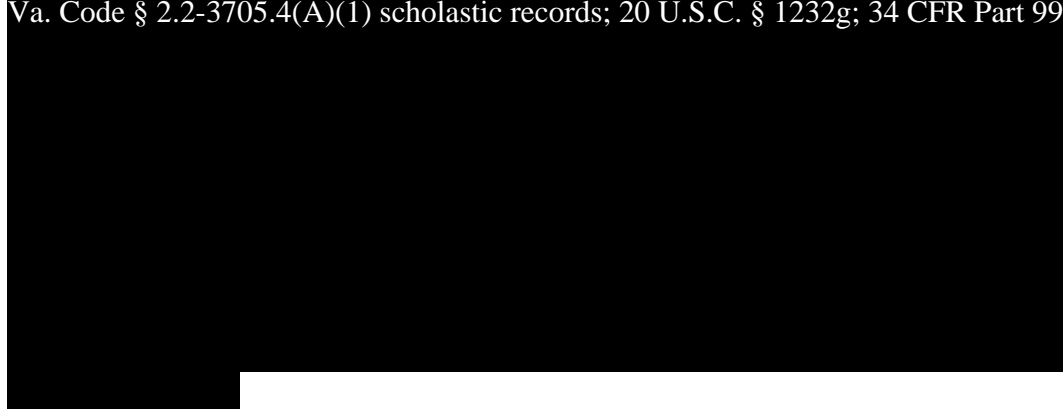 Va. Code § 2.2-3705.4(A)(1) scholastic records; 20 U.S.C. § 1232g; 34 CFR Part 99